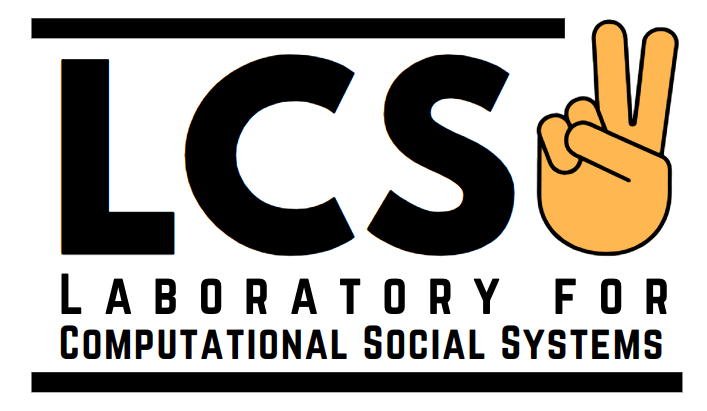 LCS
LABORATORY FOR
COMPUTATIONAL SOCIAL SYSTEMS